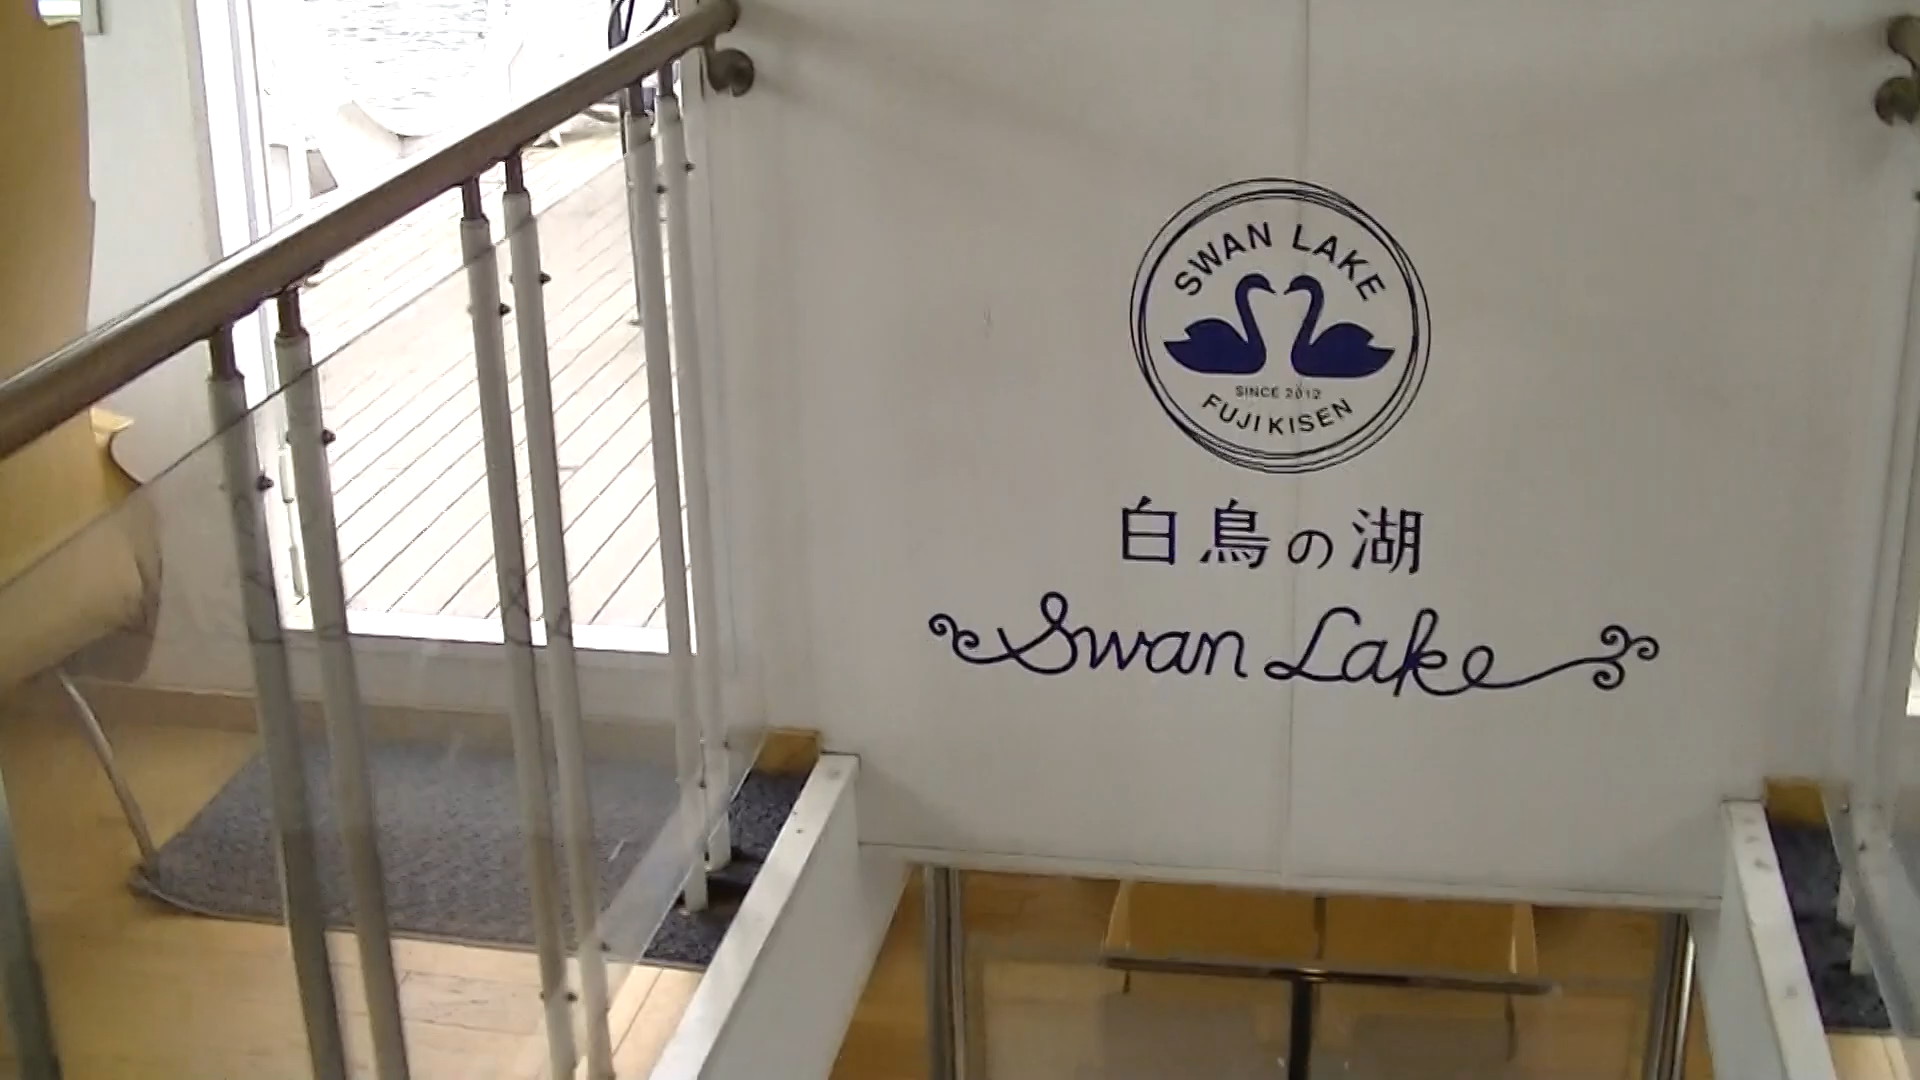 SWAN LAKE
SINCE 2012
FUJI KISEN
白鳥の湖
Swan Lake